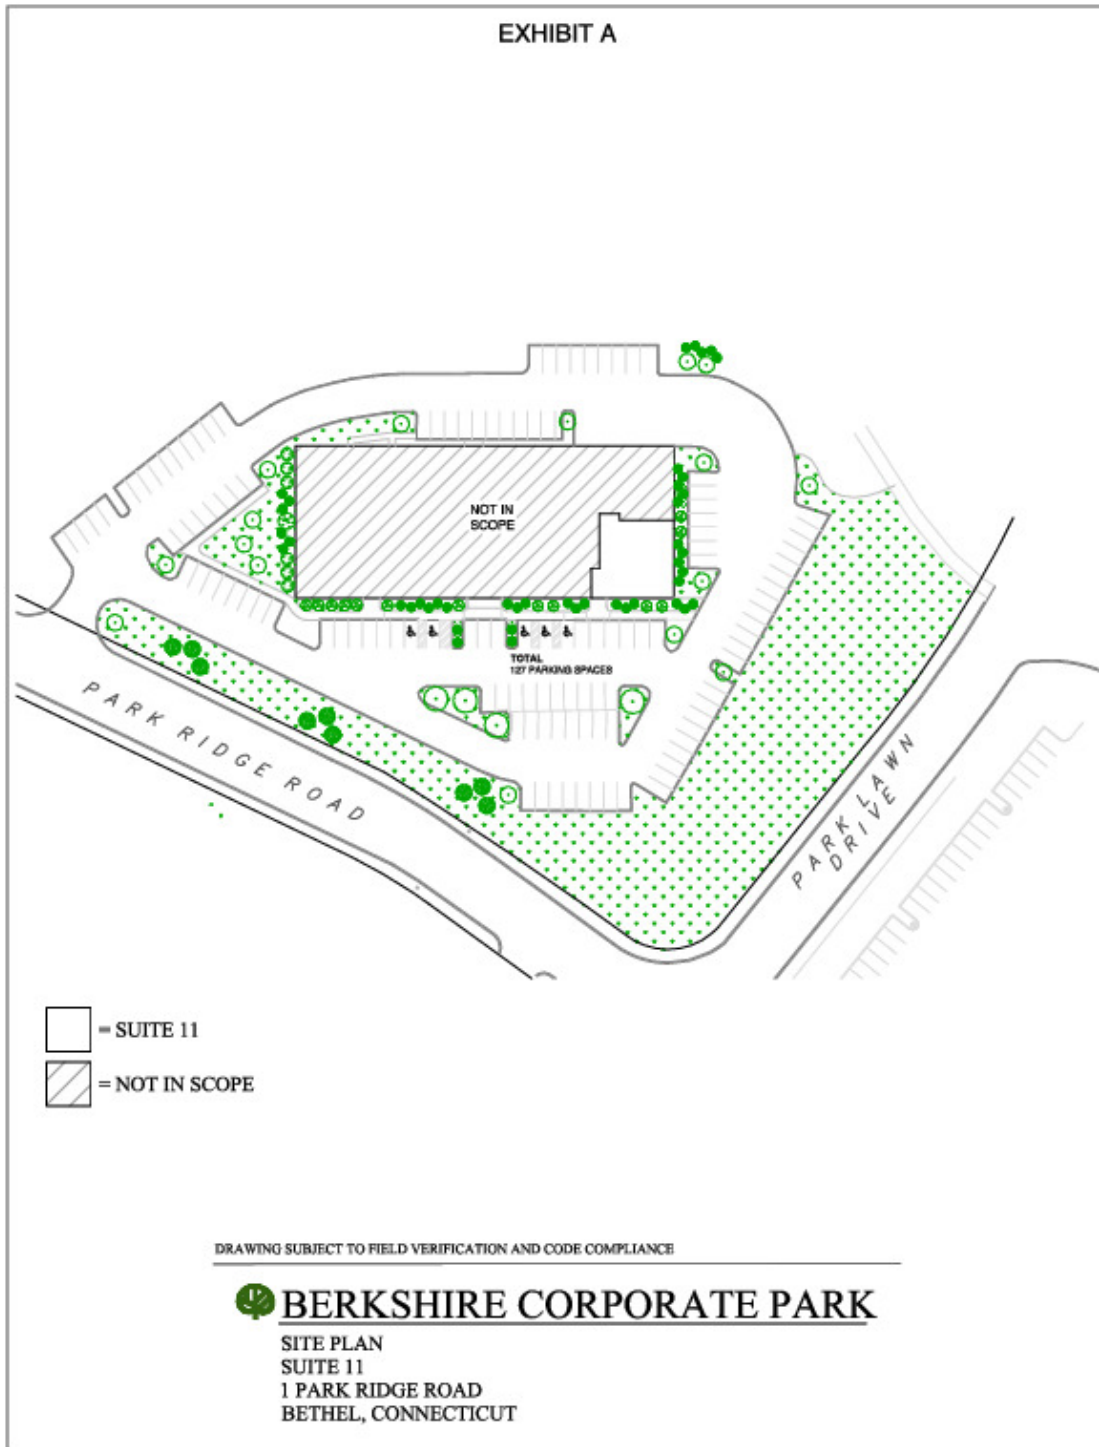 EXHIBIT A
NOT IN
SCOPE
TOTAL
127 PARKING SPACES
PARK RIDGE ROAD
PARK LAWN
DRIVE
= SUITE 11
= NOT IN SCOPE
DRAWING SUBJECT TO FIELD VERIFICATION AND CODE COMPLIANCE
BERKSHIRE CORPORATE PARK
SITE PLAN
SUITE 11
1 PARK RIDGE ROAD
BETHEL, CONNECTICUT